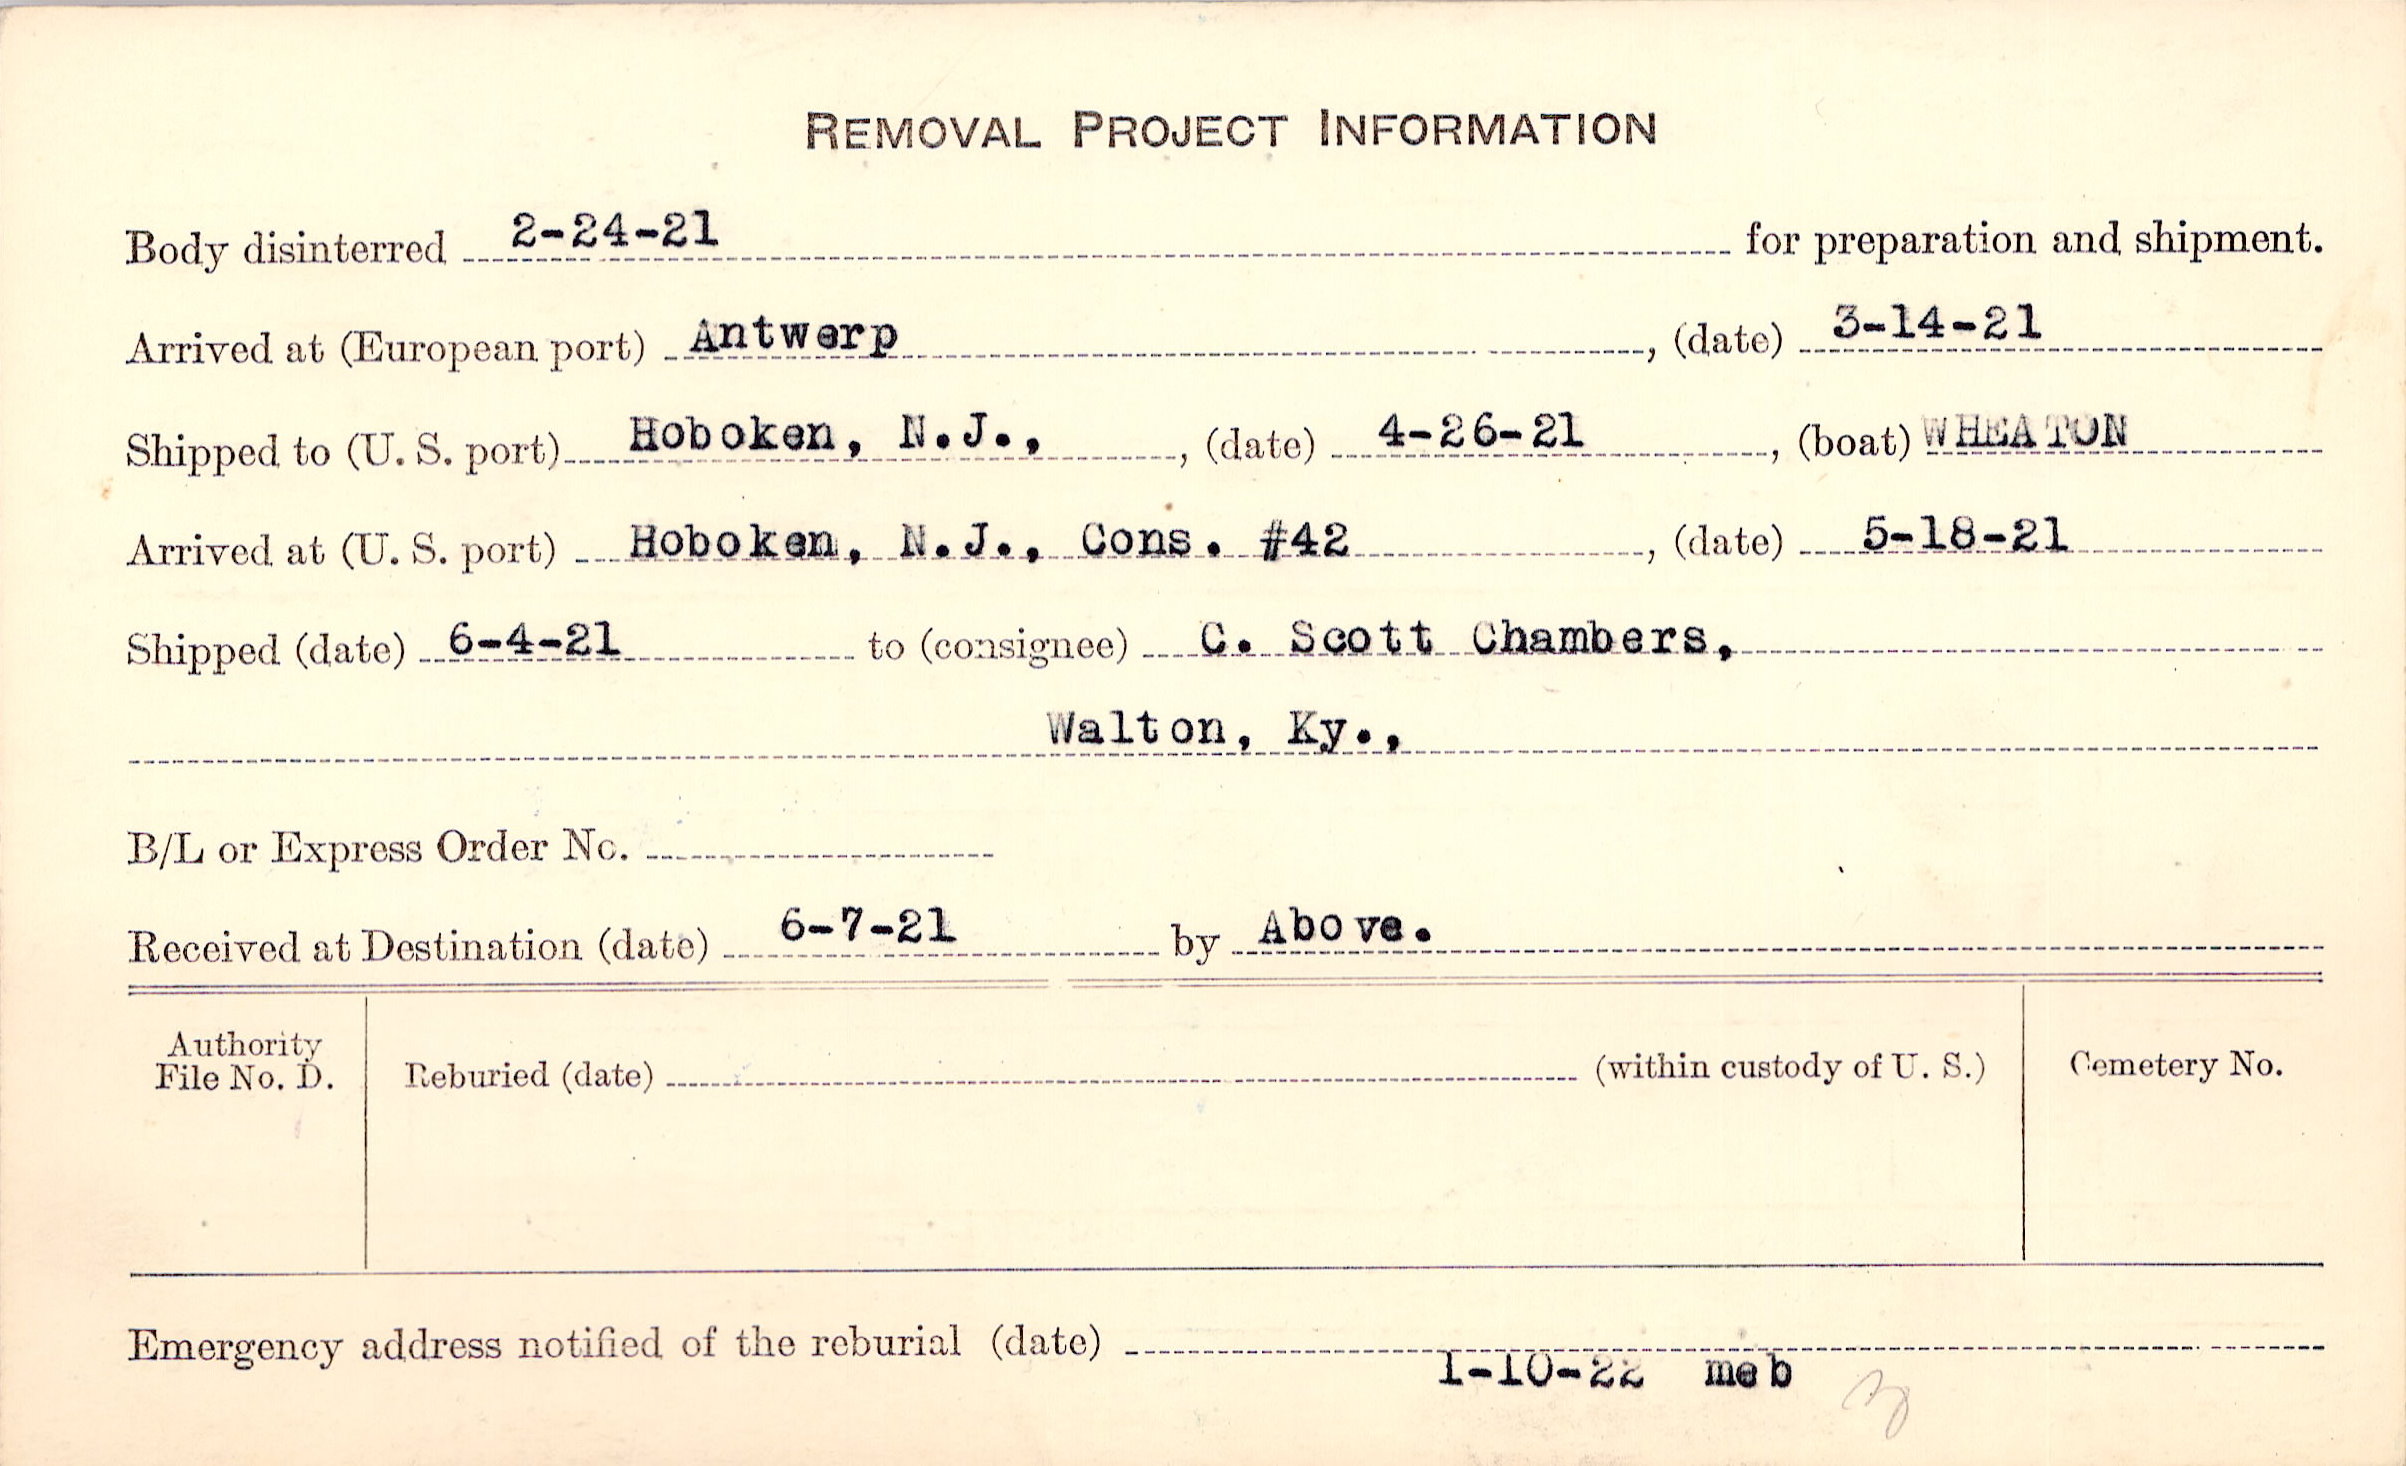 REMOVAL PROJECT INFORMATION
Body disinterred 2-24-21 for preparation and shipment.
Arrived at (European port) Antwerp, (date) 3-14-21
Shipped to (U. S. port) Hoboken, N.J., , (date) 4-26-21, (boat) WHEATON
Arrived at (U. S. port) Hoboken, N.J., Cons. #42, (date) 5-18-21
Shipped (date) 6-4-21 to (consignee) C. Scott Chambers,
Walton, Ky.,
B/L or Express Order No.
Received at Destination (date) 6-7-21 by Above.
Authority
File No. D.
Reburied (date) (within custody of U. S.)
Cemetery No.
Emergency address notified of the reburial (date)
1-10-22 meb